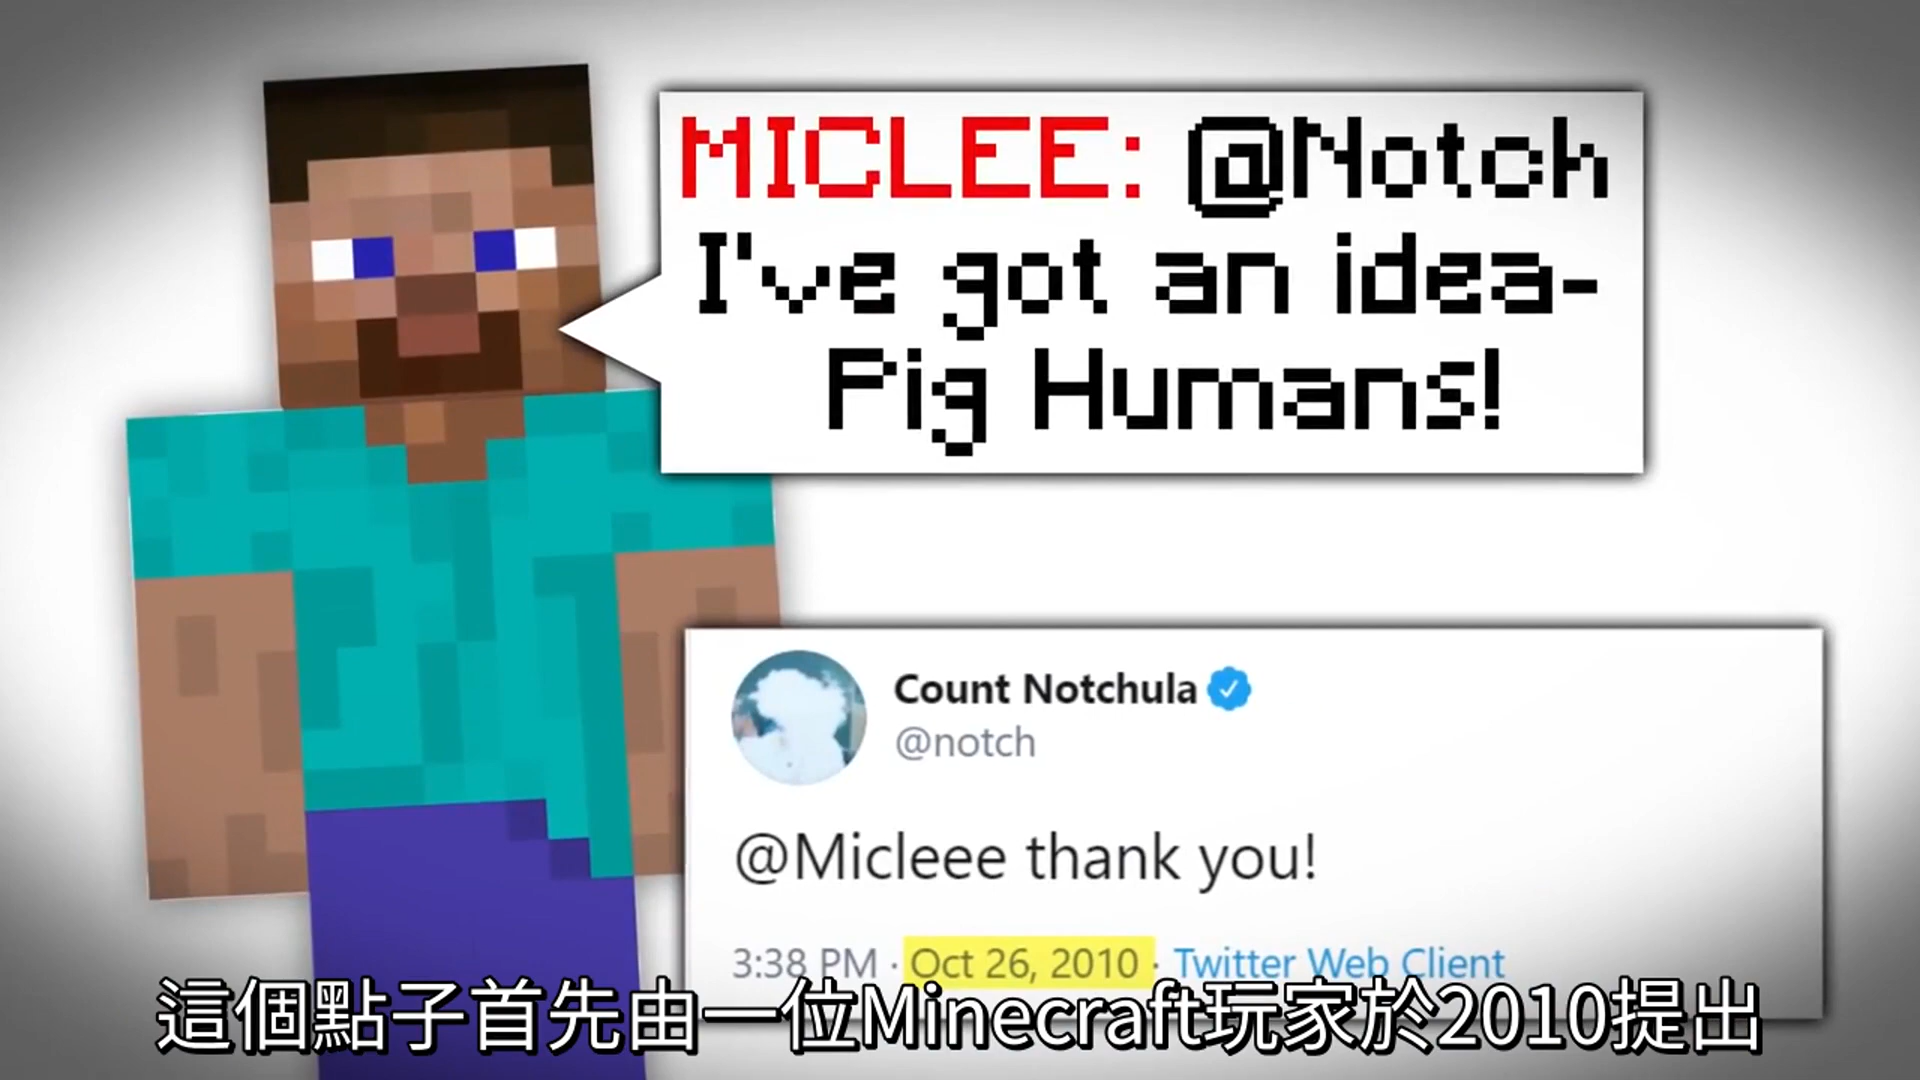 MICLEE: @Notch
I've got an idea-
Pig Humans!
Count Notchula
@notch
@Micleee thank you!
3:38 PM · Oct 26, 2010 · Twitter Web Client
這個點子首先由一位Minecraft玩家於2010提出